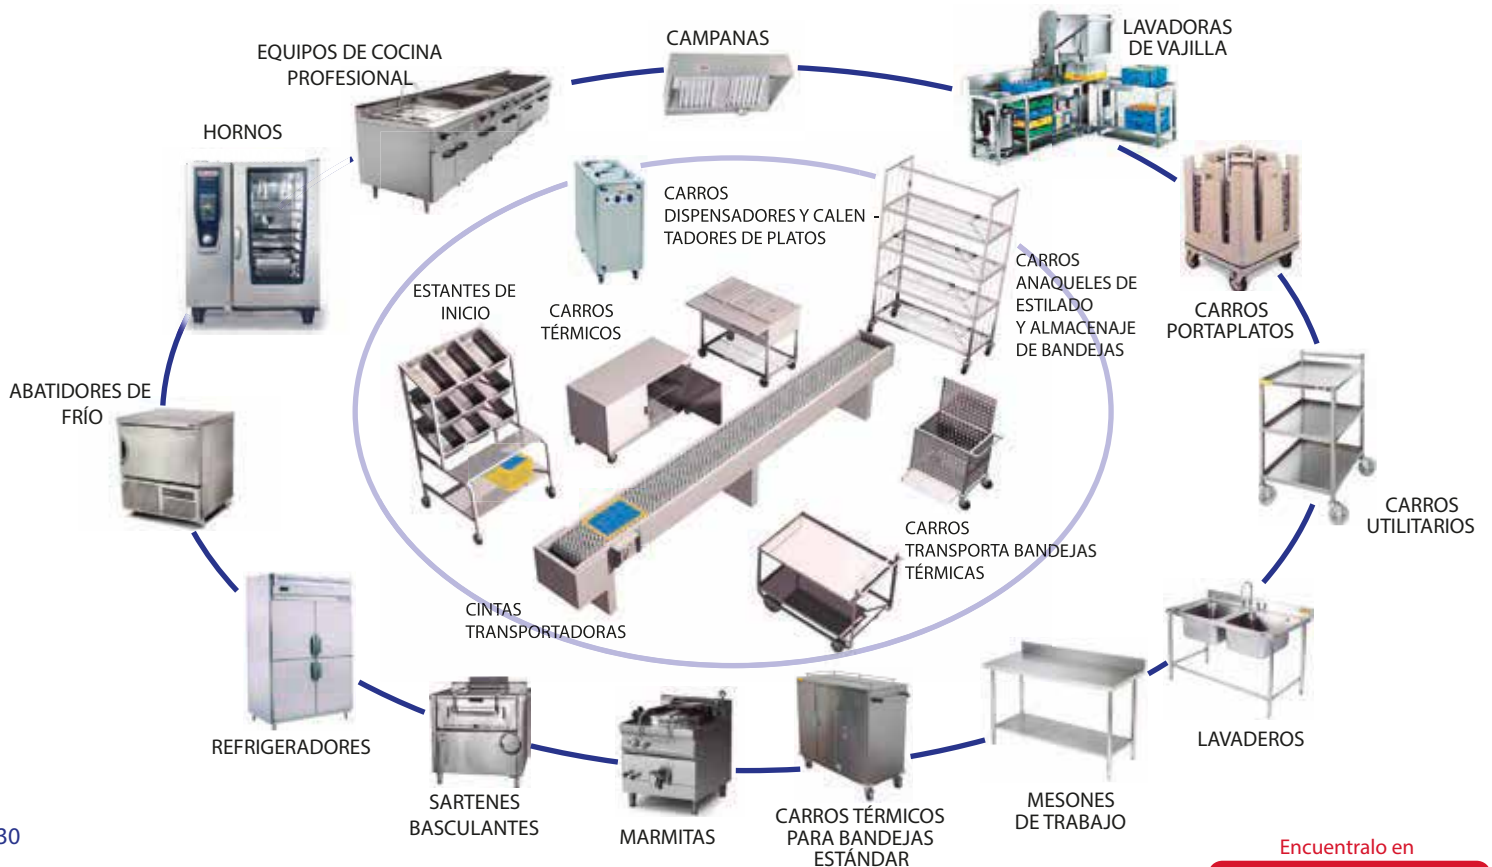 CAMPANAS
LAVADORAS
DE VAJILLA
EQUIPOS DE COCINA
PROFESIONAL
HORNOS
CARROS
DISPENSADORES Y CALEN -
TADORES DE PLATOS
CARROS
ANAQUELES DE
ESTILADO
Y ALMACENAJE
DE BANDEJAS
ESTANTES DE
INICIO
CARROS
TÉRMICOS
CARROS
PORTAPLATOS
ABATIDORES DE
FRÍO
CARROS
UTILITARIOS
CARROS
TRANSPORTA BANDEJAS
TÉRMICAS
CINTAS
TRANSPORTADORAS
REFRIGERADORES
LAVADEROS
SARTENES
BASCULANTES
MARMITAS
CARROS TÉRMICOS
PARA BANDEJAS
ESTÁNDAR
MESONES
DE TRABAJO
30
Encuentralo en